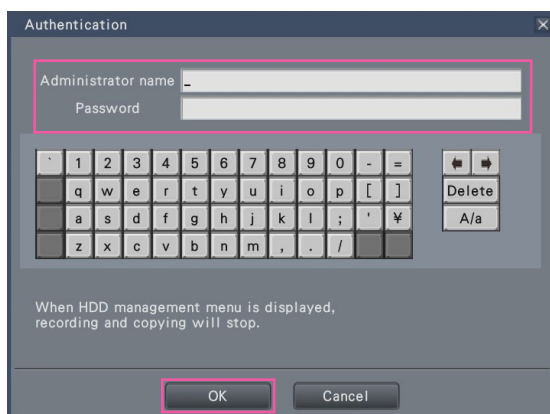 Authentication ×
Administrator name _
Password
` 1 2 3 4 5 6 7 8 9 0 - =
q w e r t y u i o p [ ] Delete
a s d f g h j k l ; ' ¥ A/a
z x c v b n m , . /
When HDD management menu is displayed,
recording and copying will stop.
OK Cancel